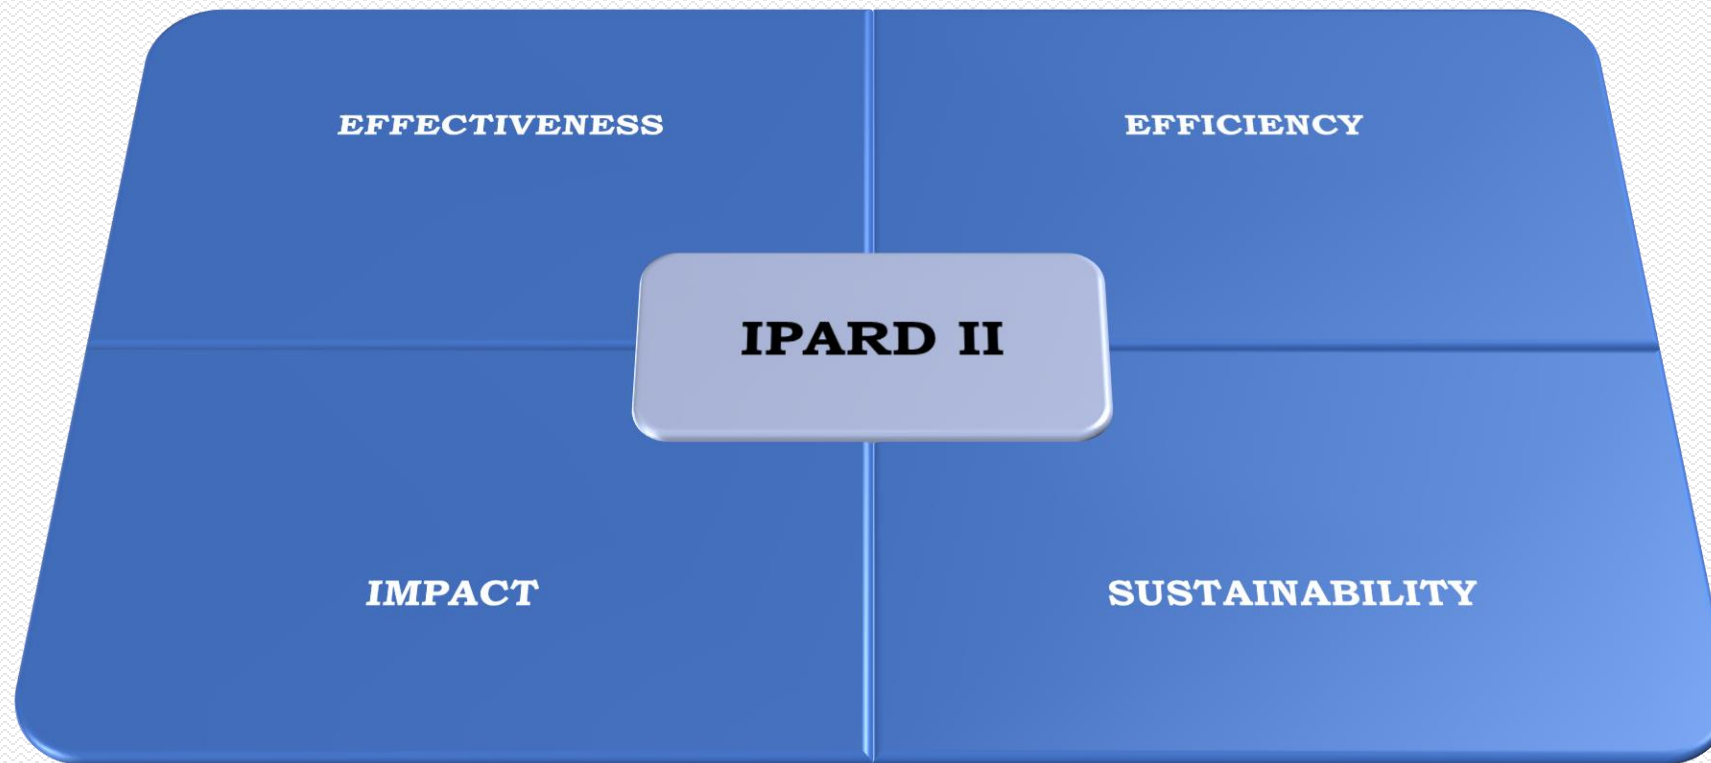 EFFECTIVENESS
EFFICIENCY
IPARD II
IMPACT
SUSTAINABILITY